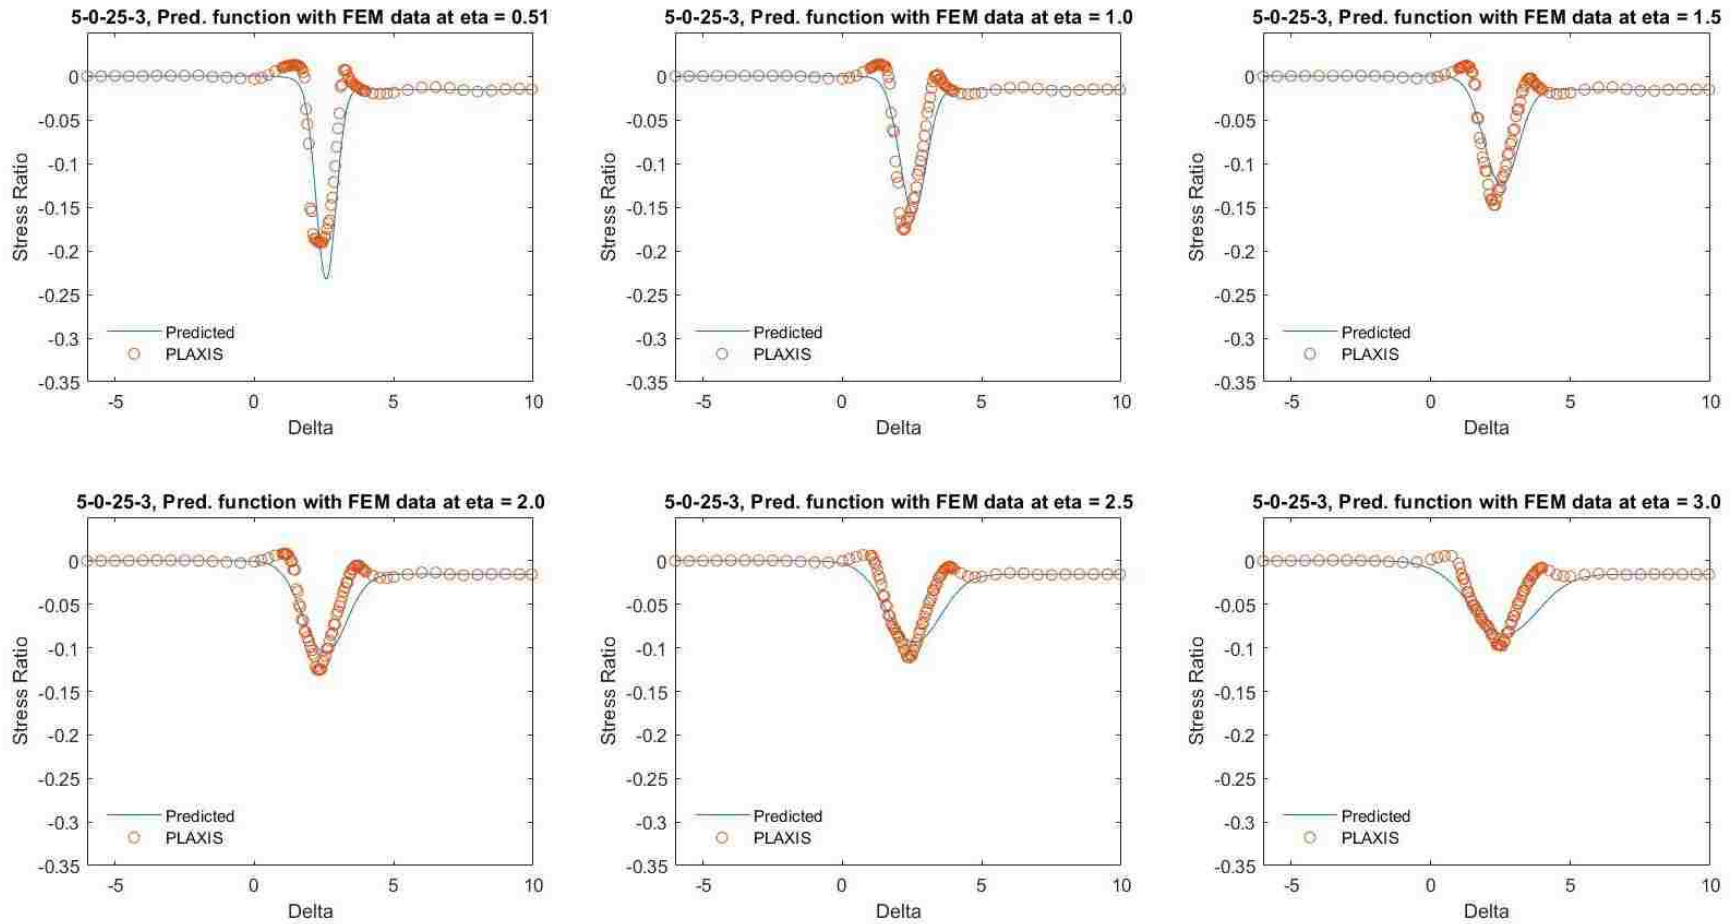 5-0-25-3, Pred. function with FEM data at eta = 0.51
0
-0.05
-0.1
-0.15
-0.2
-0.25
-0.3
-0.35
Stress Ratio
Predicted
PLAXIS
-5 0 5 10
Delta
5-0-25-3, Pred. function with FEM data at eta = 1.0
0
-0.05
-0.1
-0.15
-0.2
-0.25
-0.3
-0.35
Stress Ratio
Predicted
PLAXIS
-5 0 5 10
Delta
5-0-25-3, Pred. function with FEM data at eta = 1.5
0
-0.05
-0.1
-0.15
-0.2
-0.25
-0.3
-0.35
Stress Ratio
Predicted
PLAXIS
-5 0 5 10
Delta
5-0-25-3, Pred. function with FEM data at eta = 2.0
0
-0.05
-0.1
-0.15
-0.2
-0.25
-0.3
-0.35
Stress Ratio
Predicted
PLAXIS
-5 0 5 10
Delta
5-0-25-3, Pred. function with FEM data at eta = 2.5
0
-0.05
-0.1
-0.15
-0.2
-0.25
-0.3
-0.35
Stress Ratio
Predicted
PLAXIS
-5 0 5 10
Delta
5-0-25-3, Pred. function with FEM data at eta = 3.0
0
-0.05
-0.1
-0.15
-0.2
-0.25
-0.3
-0.35
Stress Ratio
Predicted
PLAXIS
-5 0 5 10
Delta